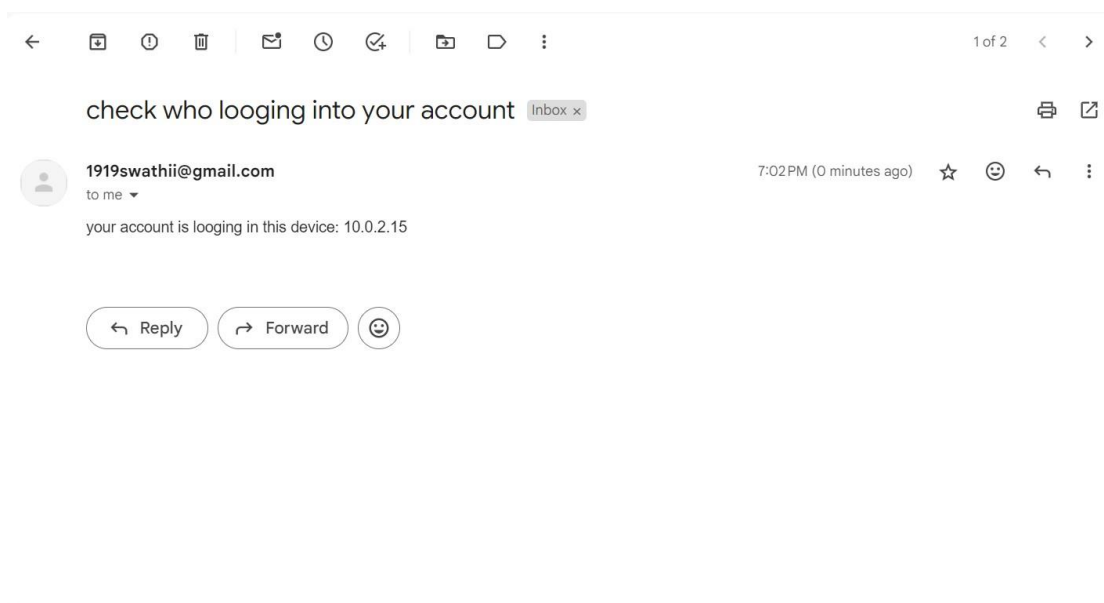 1 of 2
check who looging into your account Inbox ×
1919swathii@gmail.com 7:02 PM (0 minutes ago)
to me
your account is looging in this device: 10.0.2.15
Reply Forward